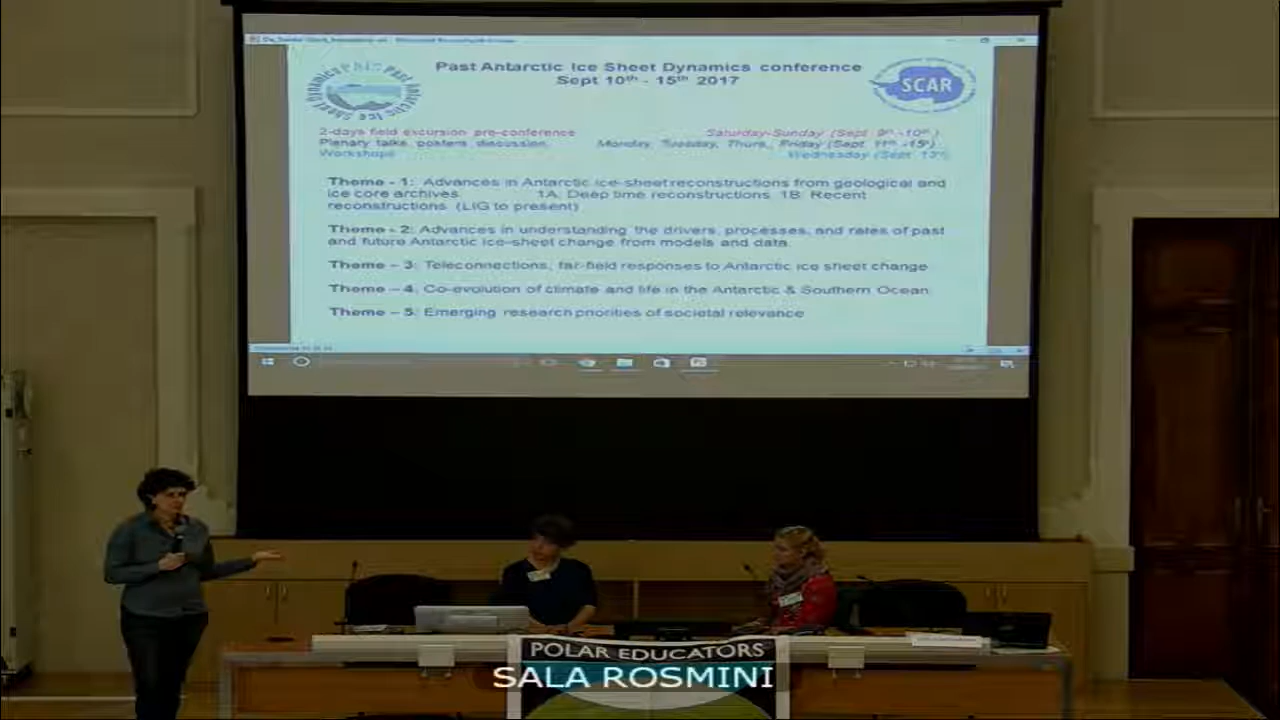 Past Antarctic Ice Sheet Dynamics conference
Sept 10th - 15th 2017
PAIS Past Antarctic Ice Sheet Dynamics
SCAR
2-days field excursion pre-conference
Saturday-Sunday (Sept 9th -10th)
Plenary talks, posters, discussion,
Monday, Tuesday, Thurs., Friday (Sept 11th -15th)
Workshops
Wednesday (Sept 13th)
Theme - 1: Advances in Antarctic ice-sheet reconstructions from geological and
ice core archives 1A: Deep time reconstructions 1B: Recent
reconstructions (LIG to present)
Theme - 2: Advances in understanding the drivers, processes, and rates of past
and future Antarctic ice-sheet change from models and data
Theme – 3: Teleconnections, far-field responses to Antarctic ice sheet change
Theme – 4: Co-evolution of climate and life in the Antarctic & Southern Ocean
Theme – 5: Emerging research priorities of societal relevance
POLAR EDUCATORS
SALA ROSMINI